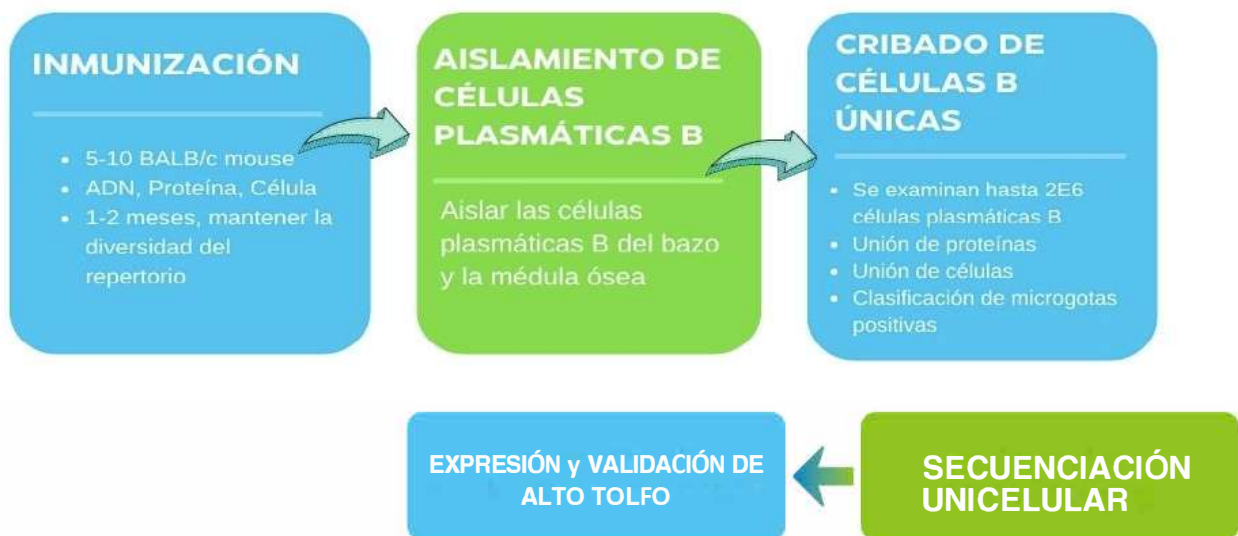 INMUNIZACIÓN
• 5-10 BALB/c mouse
• ADN, Proteína, Célula
• 1-2 meses, mantener la
diversidad del
repertorio
AISLAMIENTO DE
CÉLULAS
PLASMÁTICAS B
Aislar las células
plasmáticas B del bazo
y la médula ósea
CRIBADO DE
CÉLULAS B
ÚNICAS
• Se examinan hasta 2E6
células plasmáticas B
• Unión de proteínas
• Unión de células
• Clasificación de microgotas
positivas
SECUENCIACIÓN
UNICELULAR
EXPRESIÓN y VALIDACIÓN DE
ALTO TOLFO